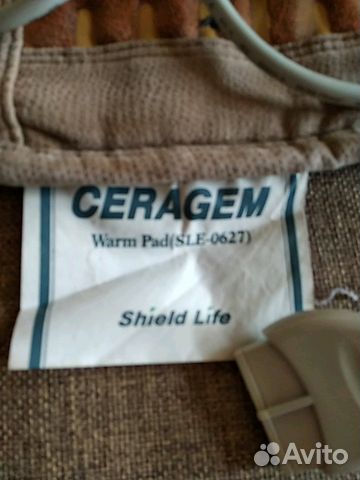 CERAGEM
Warm Pad(SLE-0627)
Shield Life
Avito